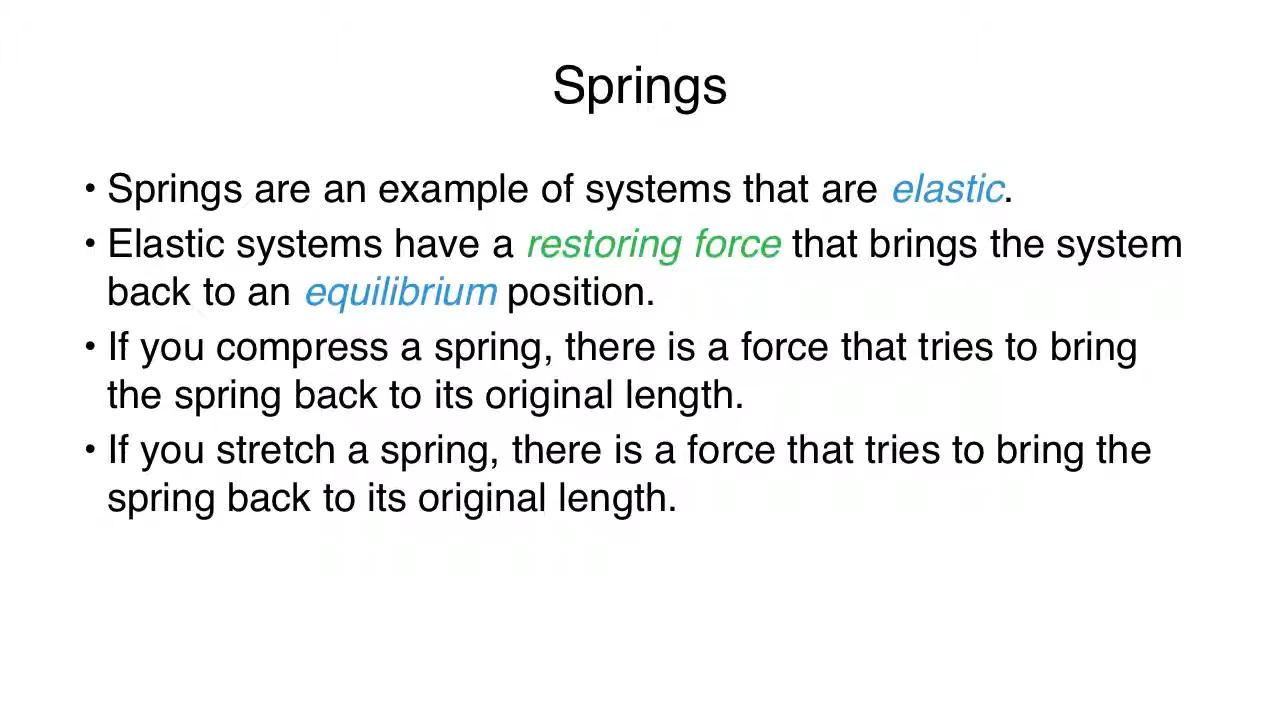 Springs
• Springs are an example of systems that are elastic.
• Elastic systems have a restoring force that brings the system
back to an equilibrium position.
• If you compress a spring, there is a force that tries to bring
the spring back to its original length.
• If you stretch a spring, there is a force that tries to bring the
spring back to its original length.